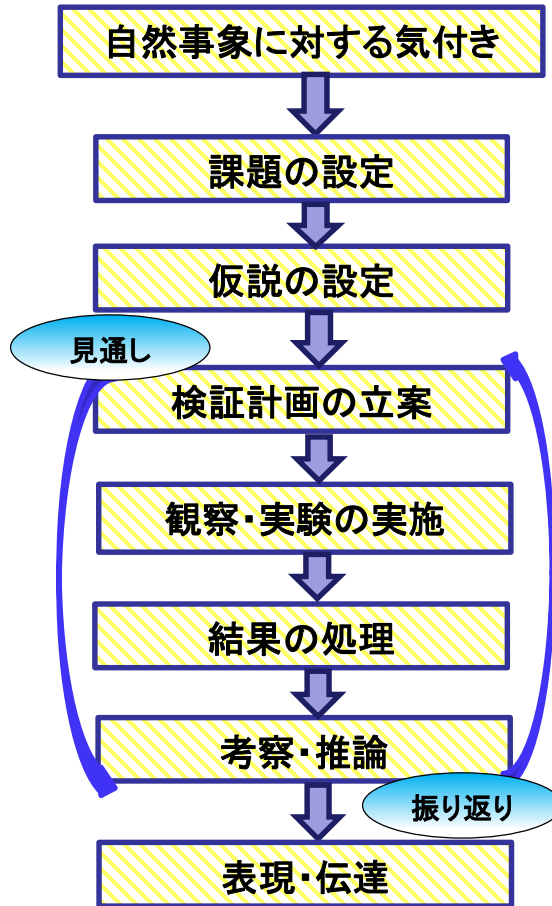 自然事象に対する気付き
課題の設定
仮説の設定
見通し
検証計画の立案
観察・実験の実施
結果の処理
考察・推論
振り返り
表現・伝達